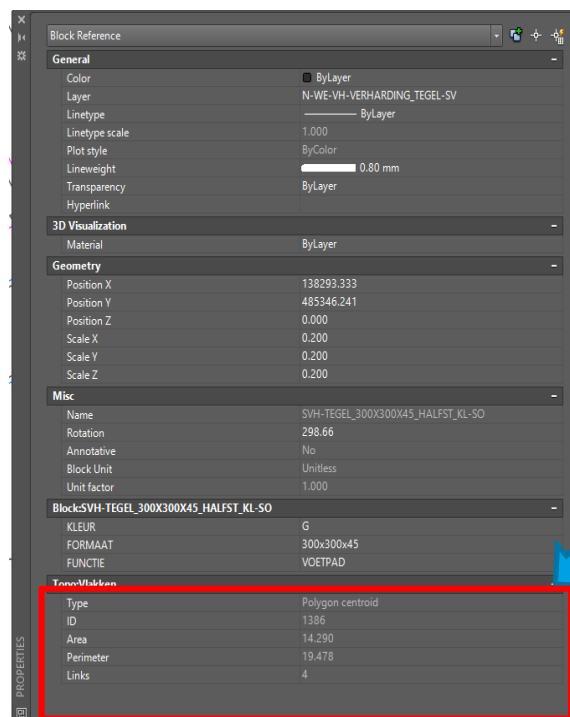 Block Reference
General
Color ByLayer
Layer N-WE-VH-VERHARDING_TEGEL-SV
Linetype ByLayer
Linetype scale 1.000
Plot style ByColor
Lineweight 0.80 mm
Transparency ByLayer
Hyperlink
3D Visualization
Material ByLayer
Geometry
Position X 138293.333
Position Y 485346.241
Position Z 0.000
Scale X 0.200
Scale Y 0.200
Scale Z 0.200
Misc
Name SVH-TEGEL_300X300X45_HALFST_KL-SO
Rotation 298.66
Annotative No
Block Unit Unitless
Unit factor 1.000
Block:SVH-TEGEL_300X300X45_HALFST_KL-SO
KLEUR G
FORMAAT 300x300x45
FUNCTIE VOETPAD
Topo:Vlakken
Type Polygon centroid
ID 1386
Area 14.290
Perimeter 19.478
Links 4
PROPERTIES